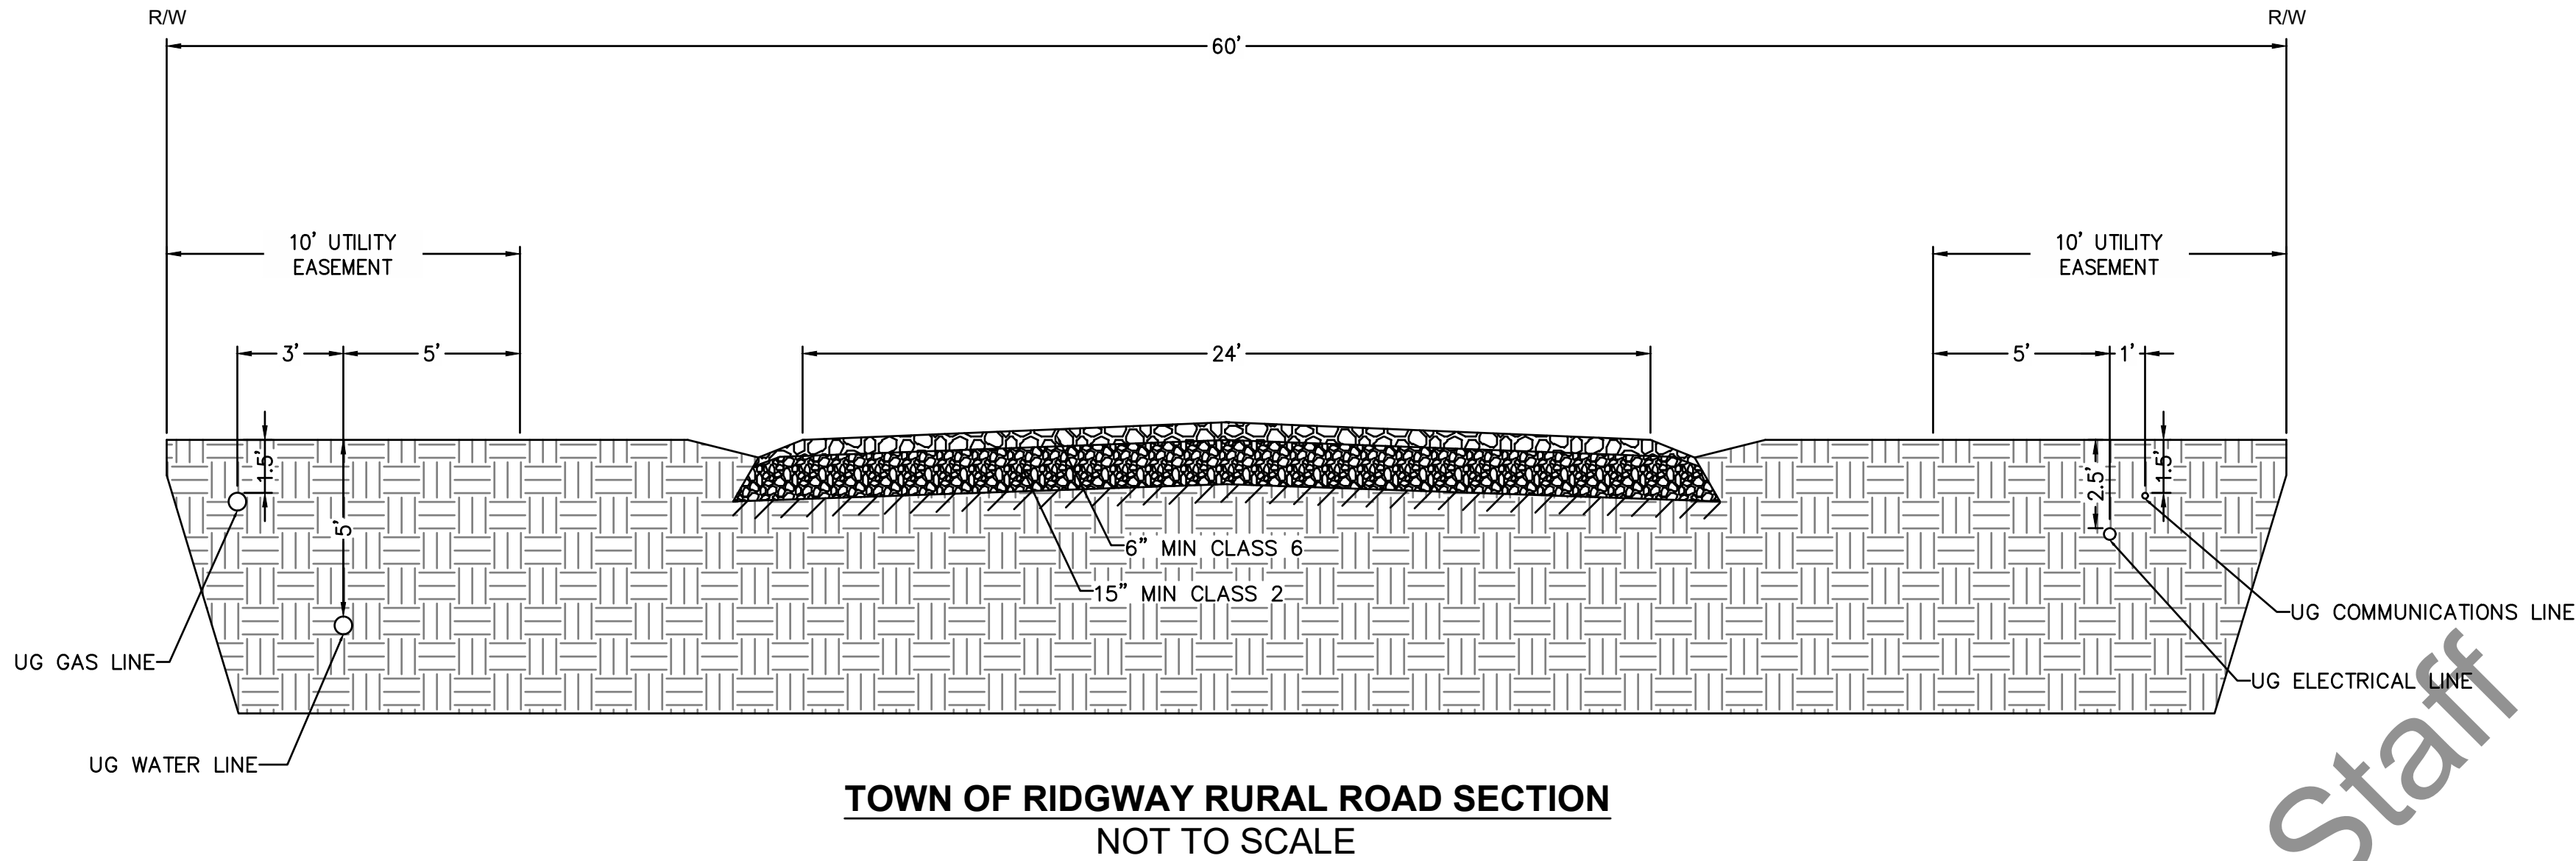 R/W
R/W
60'
10' UTILITY
EASEMENT
10' UTILITY
EASEMENT
3'
5'
24'
5'
1'
1.5'
5'
2.5'
1.5'
6" MIN CLASS 6
15" MIN CLASS 2
UG GAS LINE
UG WATER LINE
UG COMMUNICATIONS LINE
UG ELECTRICAL LINE
TOWN OF RIDGWAY RURAL ROAD SECTION
NOT TO SCALE
Staff